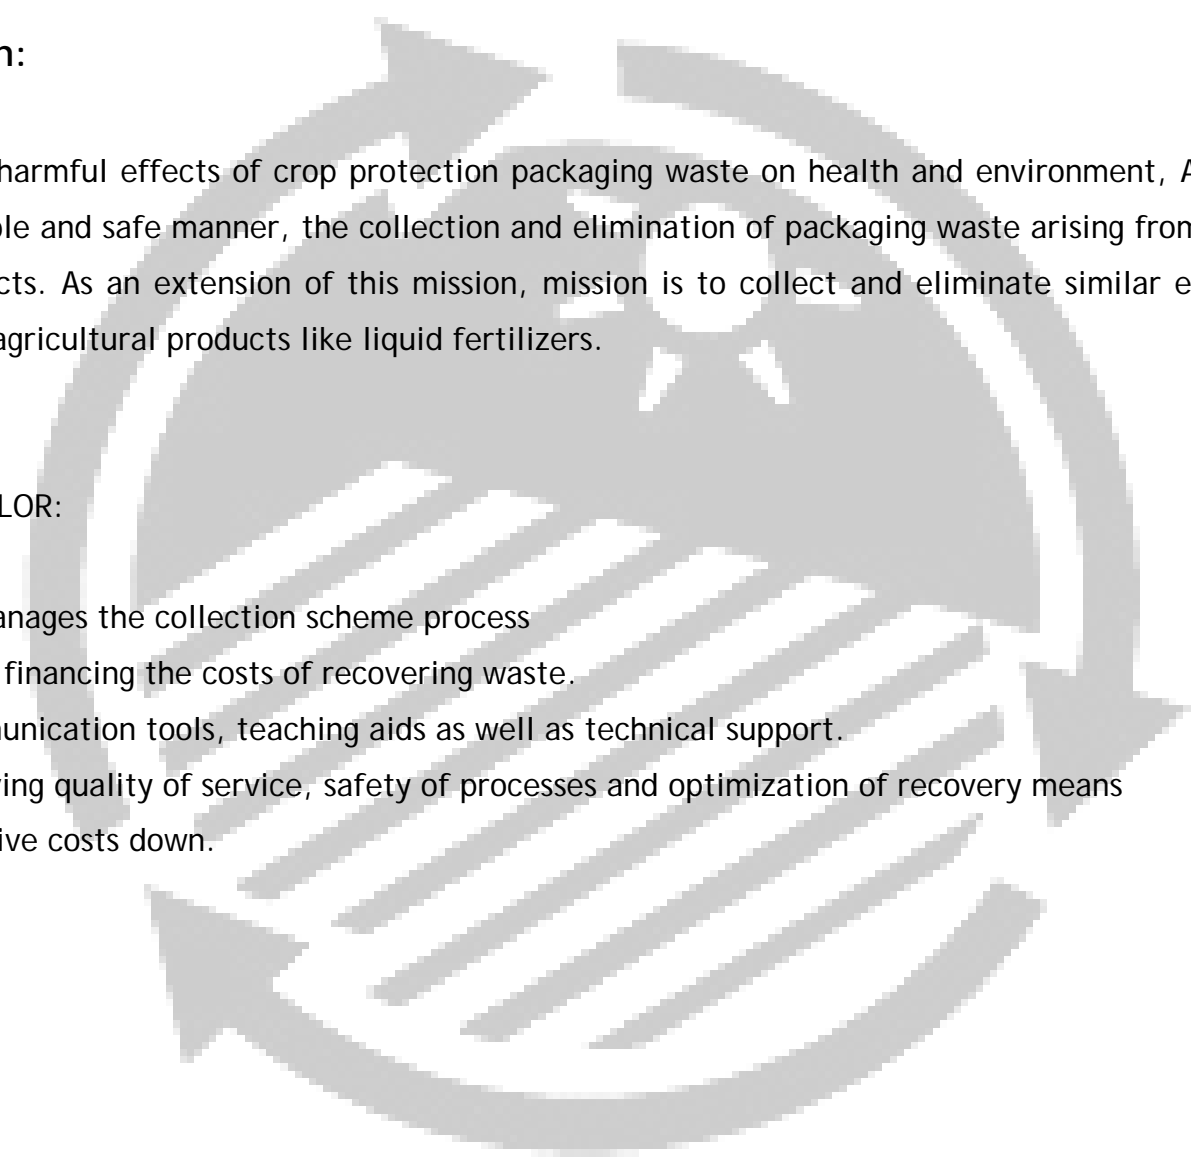 n:
harmful effects of crop protection packaging waste on health and environment, A
ble and safe manner, the collection and elimination of packaging waste arising from
cts. As an extension of this mission, mission is to collect and eliminate similar e
agricultural products like liquid fertilizers.
LOR:
anages the collection scheme process
financing the costs of recovering waste.
unication tools, teaching aids as well as technical support.
ving quality of service, safety of processes and optimization of recovery means
ive costs down.